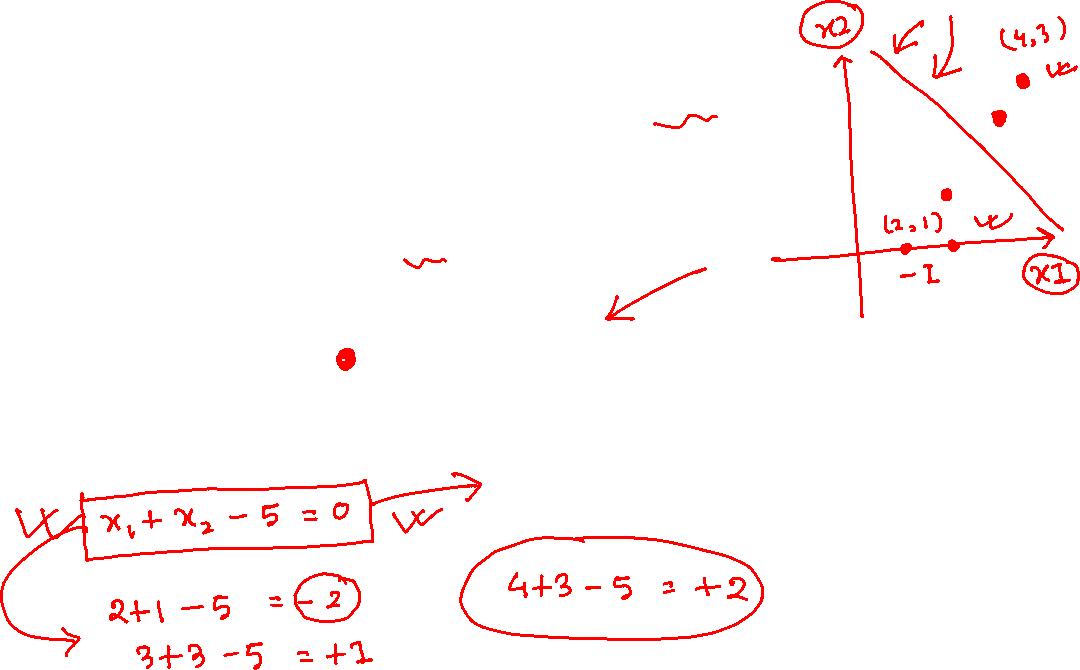 x2
(4,3)
(2,1)
-1
x1
x₁ + x₂ - 5 = 0
2+1-5 = -2
4+3-5 = +2
3+3-5 = +1